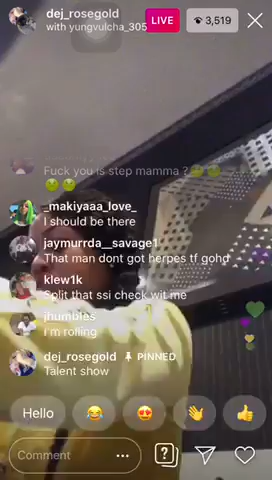 dej_rosegold
with yungvulcha_305
LIVE
3,519
Fuck you is step mamma ?🤢🤢
🤢🤢
_makiyaaa_love_
I should be there
jaymurrda__savage1
That man dont got herpes tf gohd
klew1k
Split that ssi check wit me
jhumbles
I'm rolling
dej_rosegold PINNED
Talent show
Hello 😂 😍 👋 👍
Comment